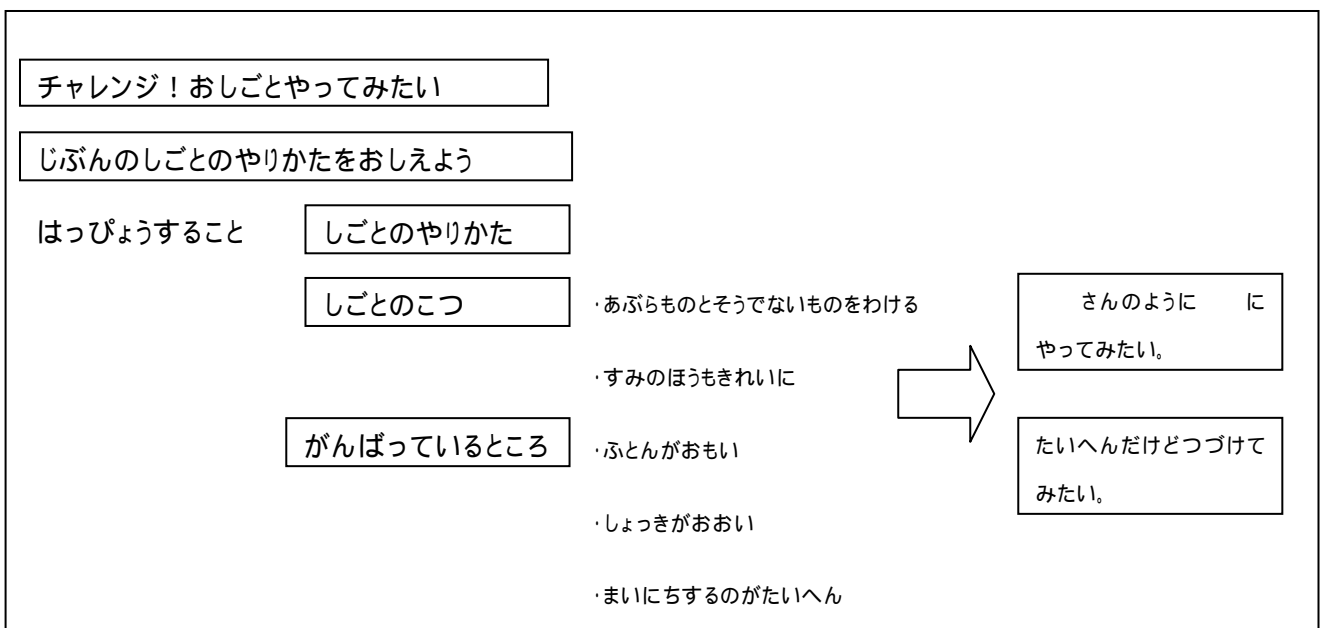 チャレンジ！おしごとやってみたい
じぶんのしごとのやりかたをおしえよう
はっぴょうすること
しごとのやりかた
しごとのこつ
・あぶらものとそうでないものをわける
・すみのほうもきれいに
がんばっているところ
・ふとんがおもい
・しょっきがおおい
・まいにちするのがたいへん
さんのように　　に
やってみたい。
たいへんだけどつづけて
みたい。